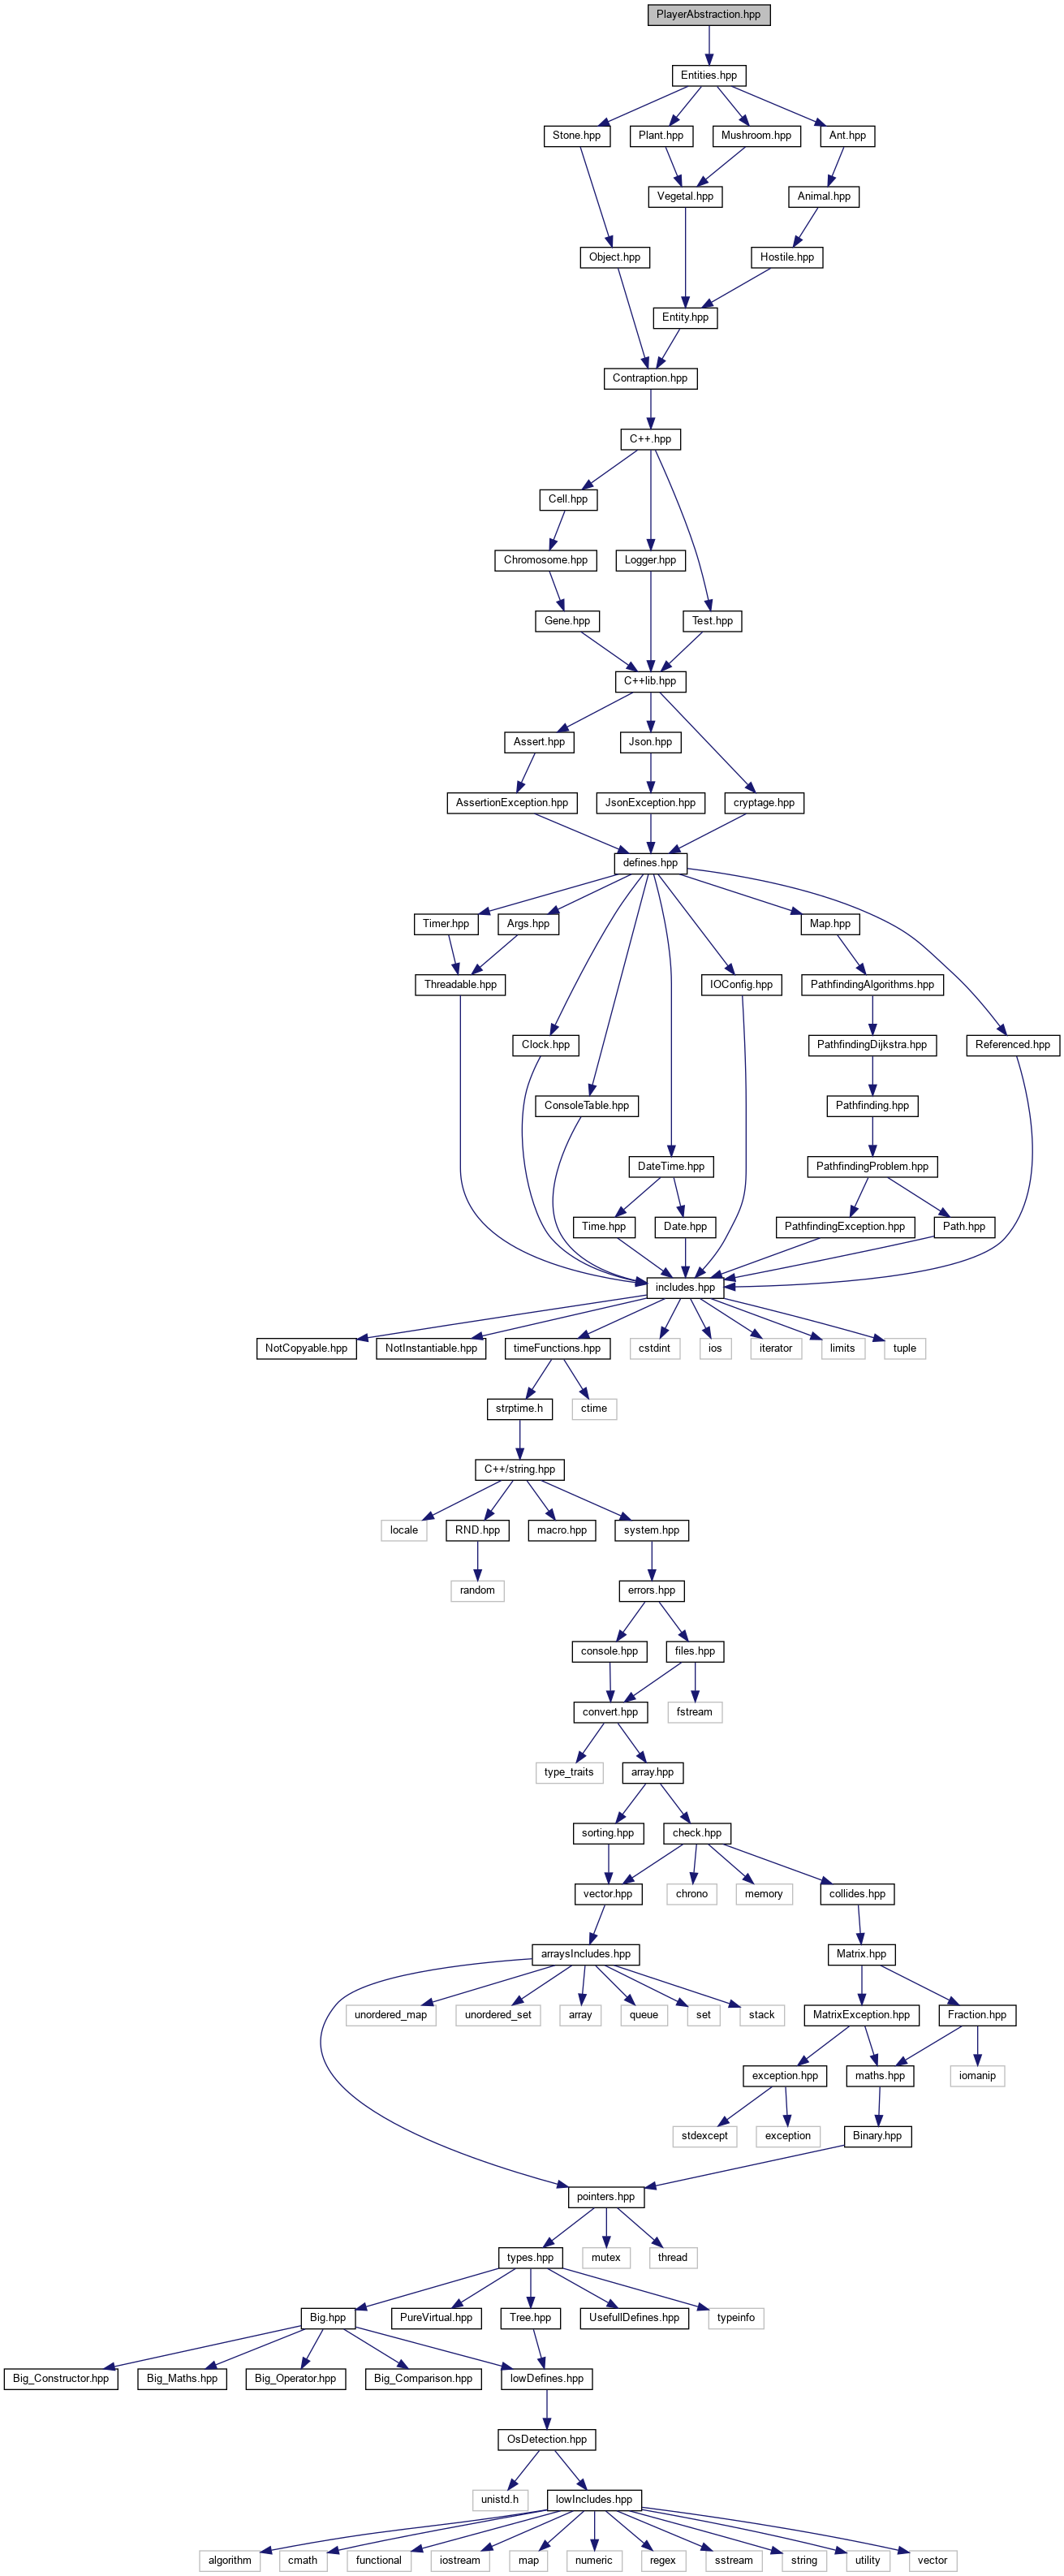 PlayerAbstraction.hpp
Entities.hpp
Stone.hpp
Plant.hpp
Mushroom.hpp
Ant.hpp
Vegetal.hpp
Animal.hpp
Object.hpp
Hostile.hpp
Entity.hpp
Contraption.hpp
C++.hpp
Cell.hpp
Chromosome.hpp
Logger.hpp
Gene.hpp
Test.hpp
C++lib.hpp
Assert.hpp
Json.hpp
AssertionException.hpp
JsonException.hpp
cryptage.hpp
defines.hpp
Timer.hpp
Args.hpp
Map.hpp
Threadable.hpp
IOConfig.hpp
PathfindingAlgorithms.hpp
Clock.hpp
PathfindingDijkstra.hpp
Referenced.hpp
ConsoleTable.hpp
Pathfinding.hpp
DateTime.hpp
PathfindingProblem.hpp
Time.hpp
Date.hpp
PathfindingException.hpp
Path.hpp
includes.hpp
NotCopyable.hpp
NotInstantiable.hpp
timeFunctions.hpp
cstdint
ios
iterator
limits
tuple
strptime.h
ctime
C++/string.hpp
locale
RND.hpp
macro.hpp
system.hpp
random
errors.hpp
console.hpp
files.hpp
convert.hpp
fstream
type_traits
array.hpp
sorting.hpp
check.hpp
vector.hpp
chrono
memory
collides.hpp
arraysIncludes.hpp
Matrix.hpp
unordered_map
unordered_set
array
queue
set
stack
MatrixException.hpp
Fraction.hpp
exception.hpp
maths.hpp
iomanip
stdexcept
exception
Binary.hpp
pointers.hpp
types.hpp
mutex
thread
Big.hpp
PureVirtual.hpp
Tree.hpp
UsefullDefines.hpp
typeinfo
Big_Constructor.hpp
Big_Maths.hpp
Big_Operator.hpp
Big_Comparison.hpp
lowDefines.hpp
OsDetection.hpp
unistd.h
lowIncludes.hpp
algorithm
cmath
functional
iostream
map
numeric
regex
sstream
string
utility
vector